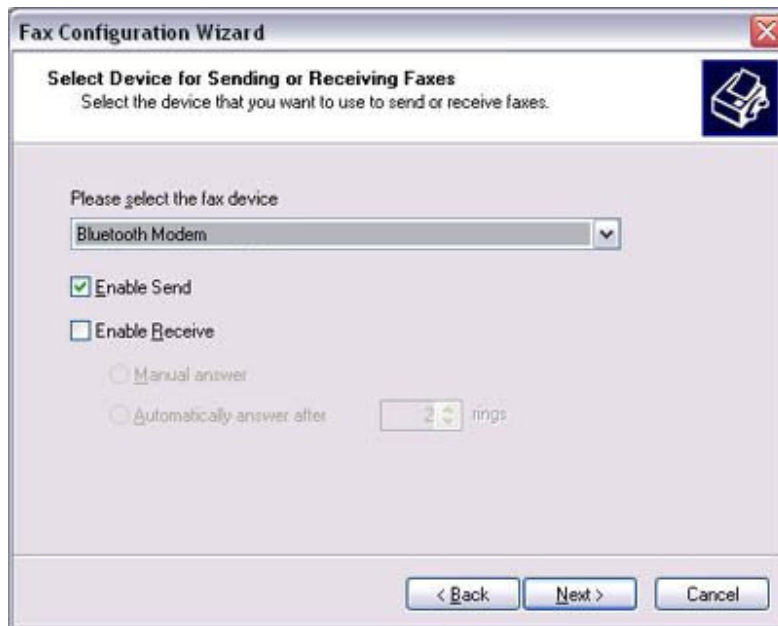 Fax Configuration Wizard
Select Device for Sending or Receiving Faxes
Select the device that you want to use to send or receive faxes.
Please select the fax device
Bluetooth Modem
Enable Send
Enable Receive
Manual answer
Automatically answer after 2 rings
< Back Next > Cancel